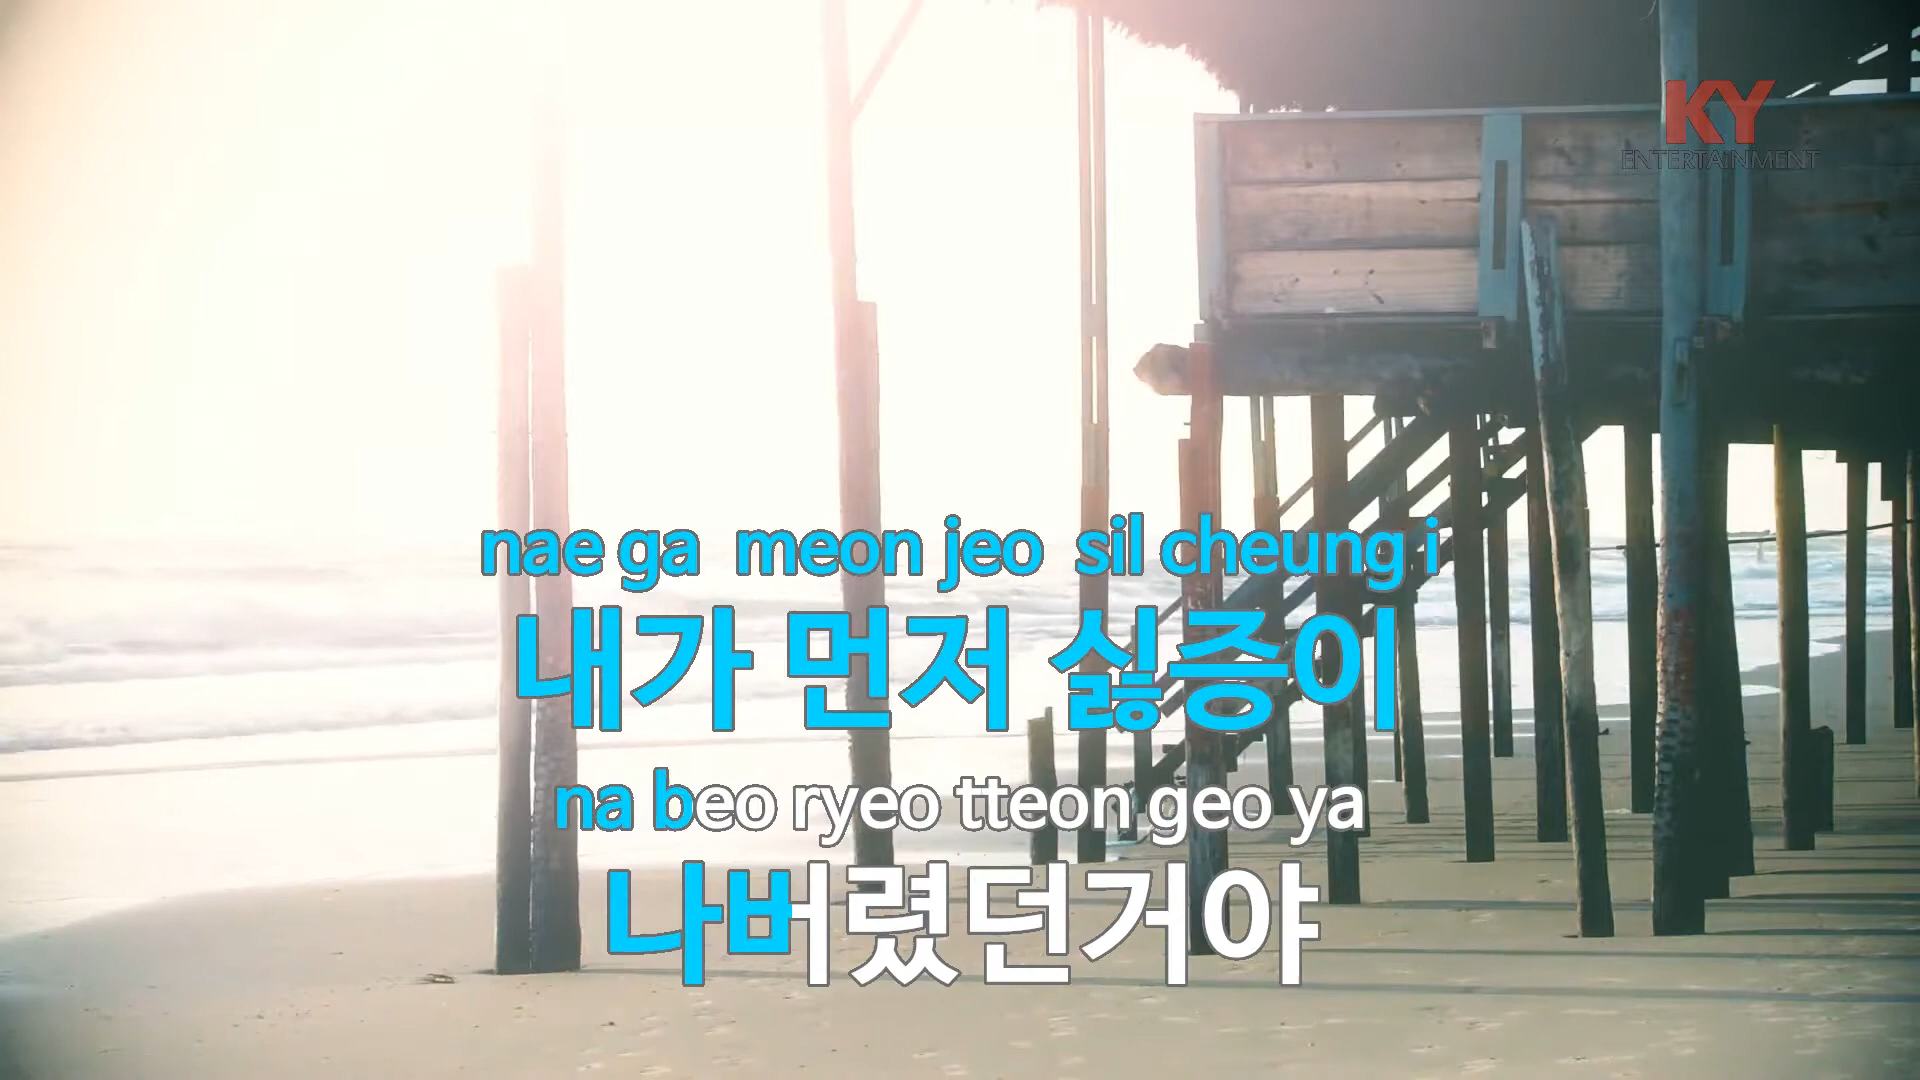 KY
ENTERTAINMENT
nae ga meon jeo sil cheung i
내가 먼저 싫증이
na beo ryeo tteon geo ya
나버렸던거야